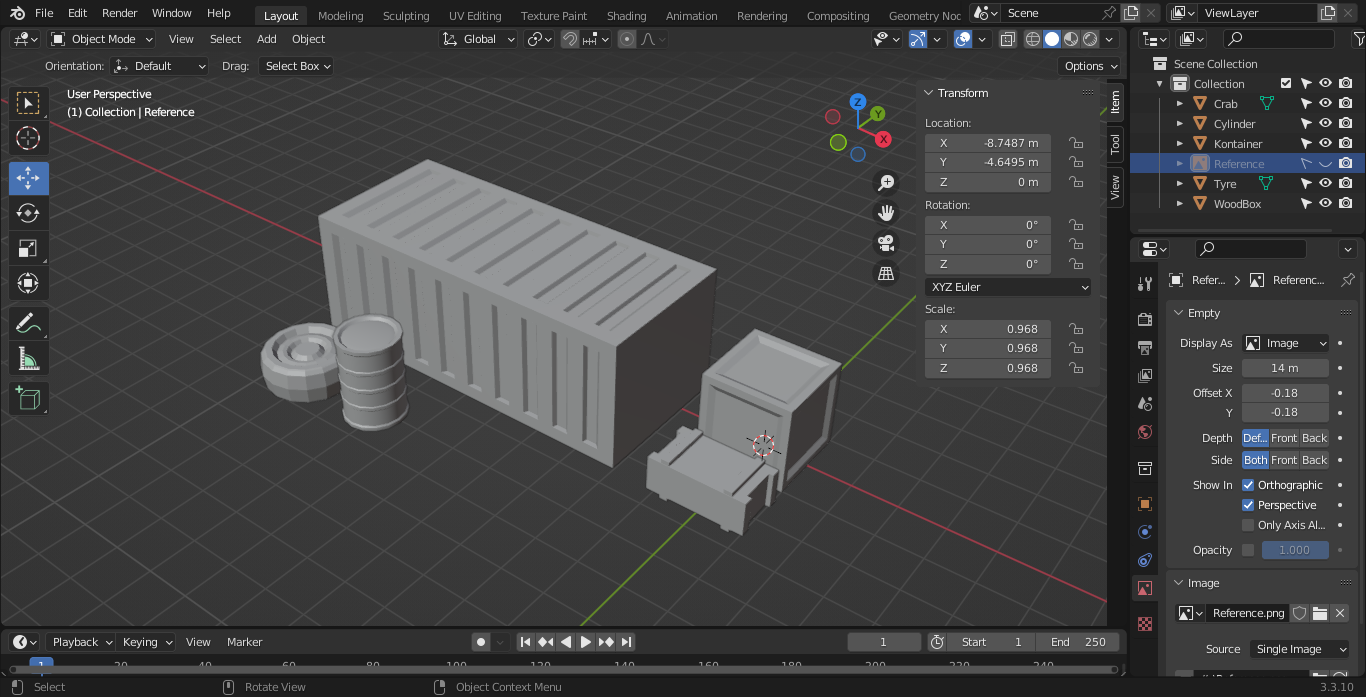 File Edit Render Window Help Layout Modeling Sculpting UV Editing Texture Paint Shading Animation Rendering Compositing Geometry Noc Scene ViewLayer
Object Mode View Select Add Object Global
Orientation: Default Drag: Select Box Options
User Perspective
(1) Collection | Reference
Z
Y
X
Transform
Location:
X -8.7487 m
Y -4.6495 m
Z 0 m
Rotation:
X 0°
Y 0°
Z 0°
XYZ Euler
Scale:
X 0.968
Y 0.968
Z 0.968
Item
Tool
View
Scene Collection
Collection
Crab
Cylinder
Kontainer
Reference
Tyre
WoodBox
Refer... Referenc...
Empty
Display As Image
Size 14 m
Offset X -0.18
Y -0.18
Depth Def... Front Back
Side Both Front Back
Show In Orthographic
Perspective
Only Axis Al...
Opacity 1.000
Image
Reference.png
Source Single Image
Playback Keying View Marker 1 Start 1 End 250
1 20 40 60 80 100 120 140 160 180 200 220 240
Select Rotate View Object Context Menu 3.3.10